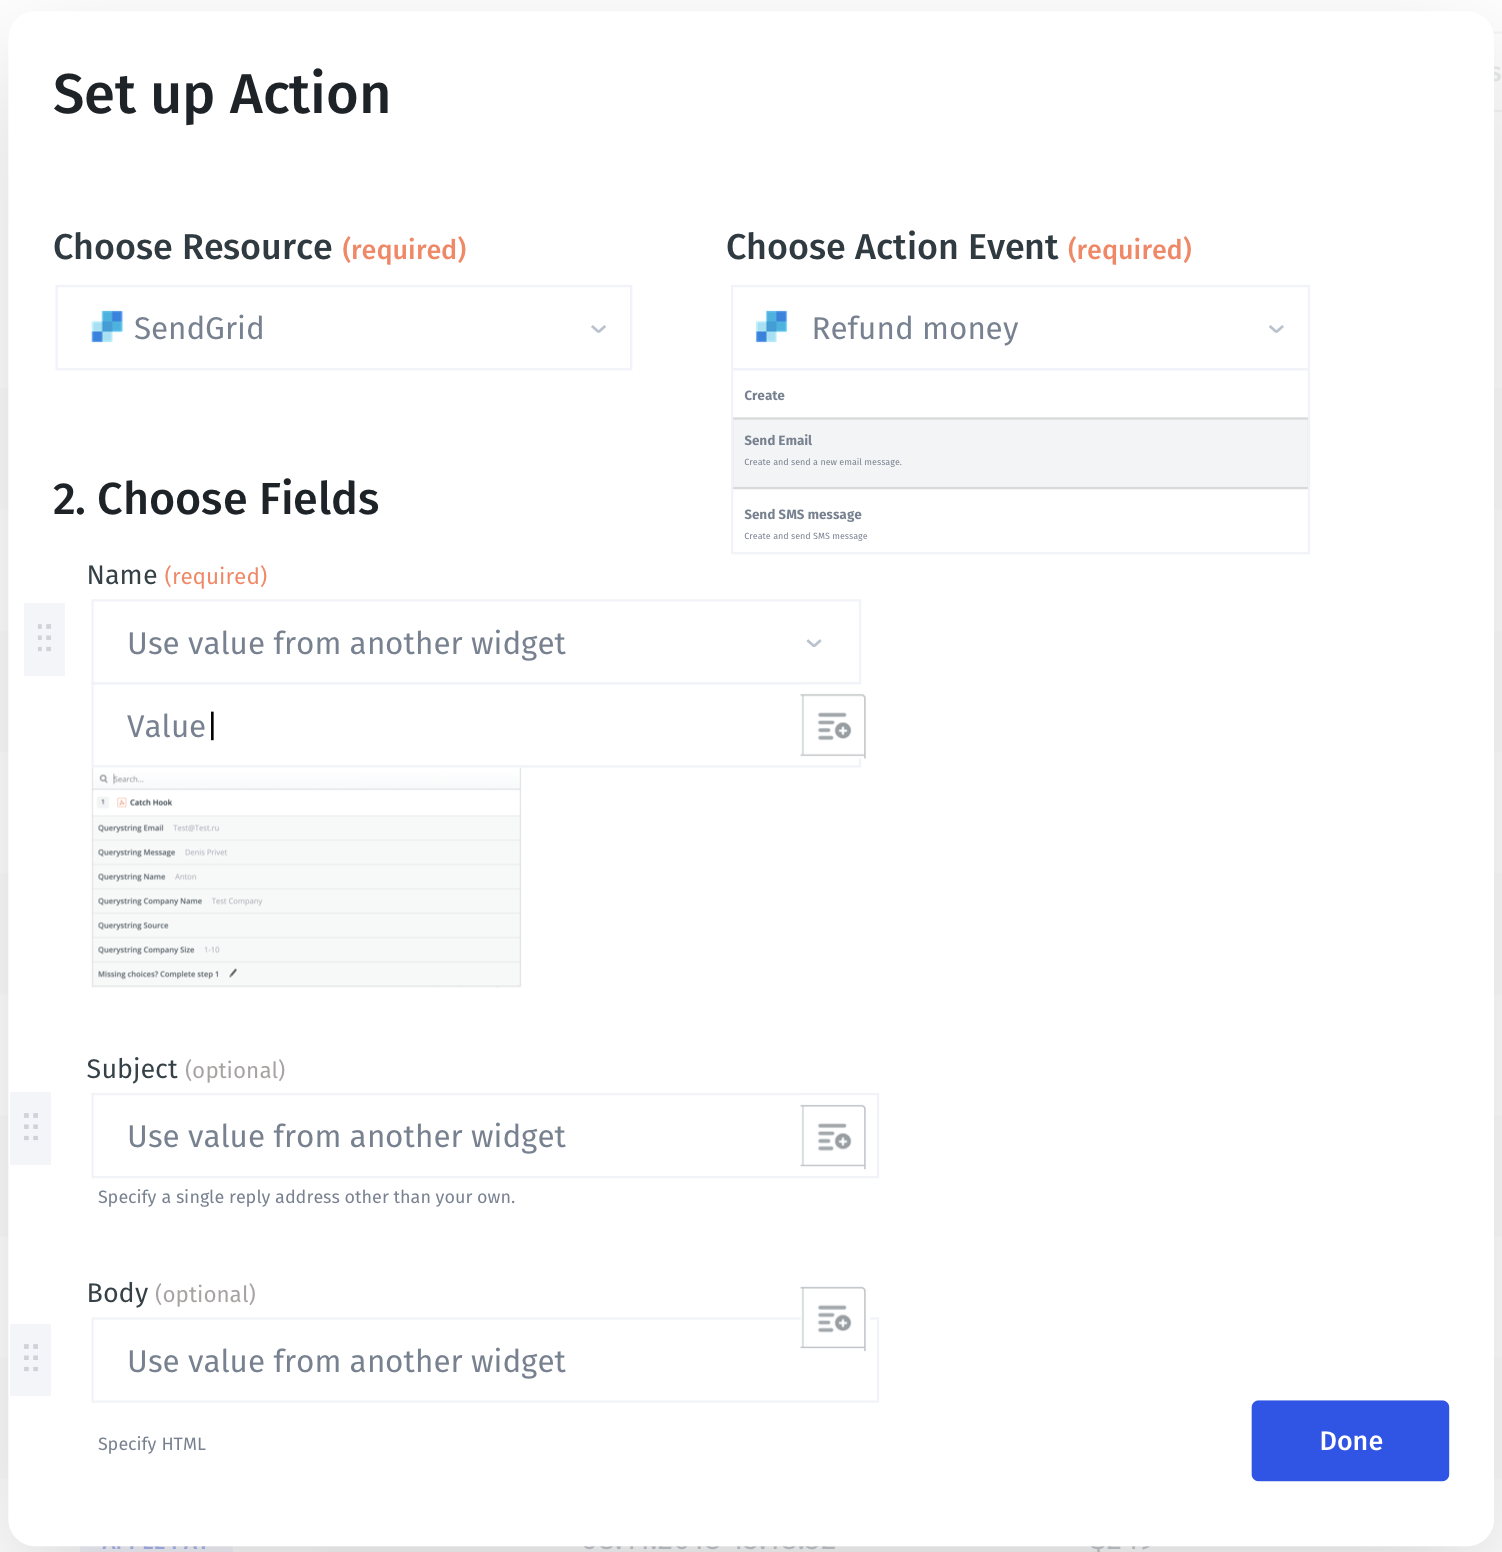 Set up Action
Choose Resource (required)
Choose Action Event (required)
SendGrid
Refund money
Create
Send Email
Create and send a new email message.
Send SMS message
Create and send SMS message
2. Choose Fields
Name (required)
Use value from another widget
Value
Search...
1 Catch Hook
Querystring Email Test@Test.ru
Querystring Message Denis Privet
Querystring Name Anton
Querystring Company Name Test Company
Querystring Source
Querystring Company Size 1-10
Missing choices? Complete step 1
Subject (optional)
Use value from another widget
Specify a single reply address other than your own.
Body (optional)
Use value from another widget
Specify HTML
Done